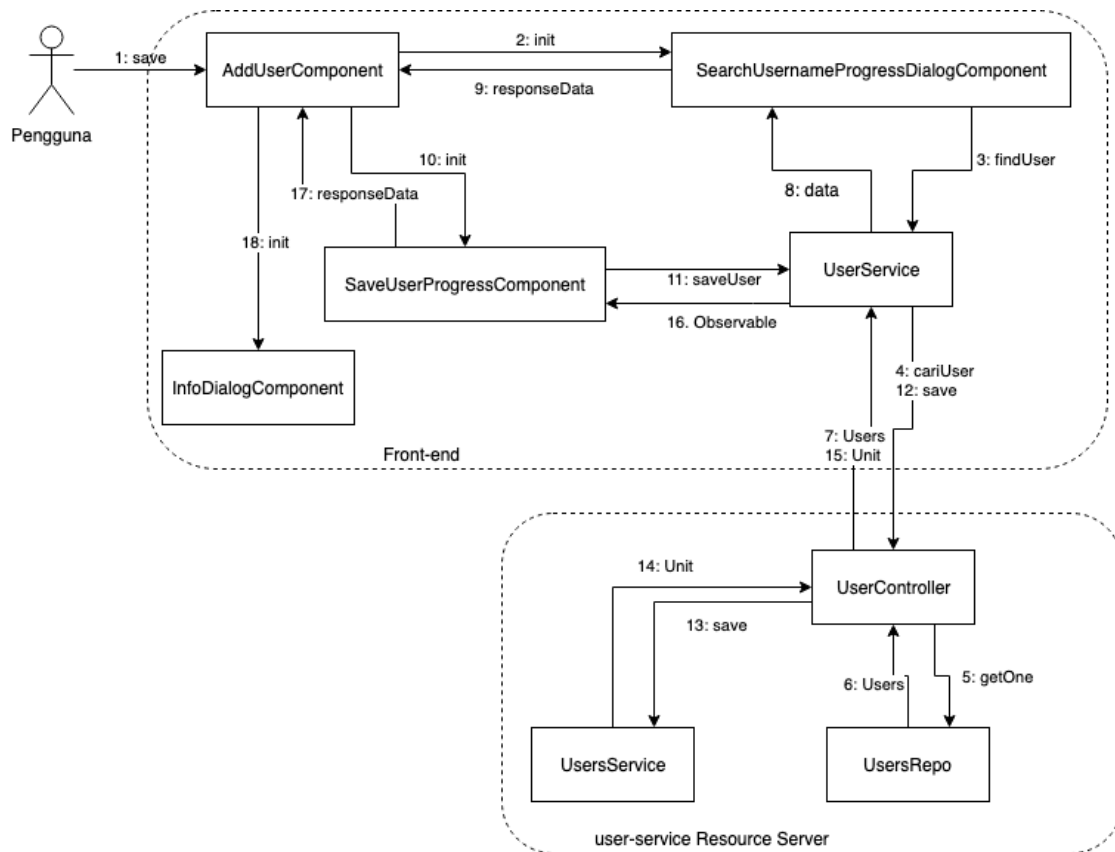 2: init
1: save
AddUserComponent
SearchUsernameProgressDialogComponent
9: responseData
Pengguna
10: init
3: findUser
17: responseData
8: data
18: init
UserService
SaveUserProgressComponent
11: saveUser
16. Observable
InfoDialogComponent
4: cariUser
12: save
7: Users
15: Unit
Front-end
14: Unit
UserController
13: save
6: Users
5: getOne
UsersService
UsersRepo
user-service Resource Server